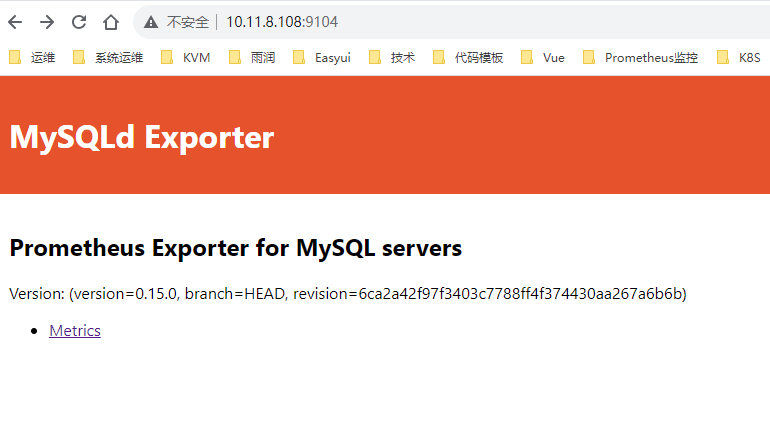 不安全 | 10.11.8.108:9104
运维 系统运维 KVM 雨润 Easyui 技术 代码模板 Vue Prometheus监控 K8S
MySQLd Exporter
Prometheus Exporter for MySQL servers
Version: (version=0.15.0, branch=HEAD, revision=6ca2a42f97f3403c7788ff4f374430aa267a6b6b)
• Metrics